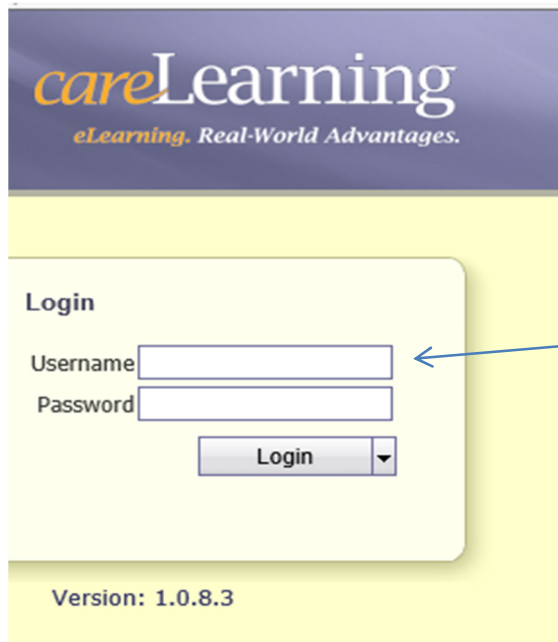 careLearning
eLearning. Real-World Advantages.
Login
Username
Password
Login
Version: 1.0.8.3